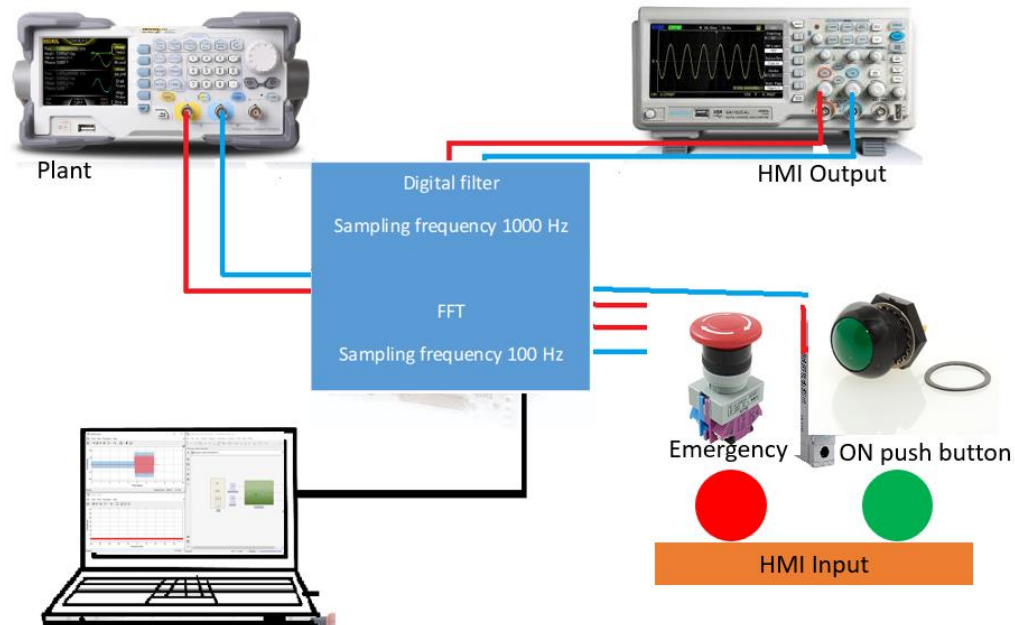 Plant
HMI Output
Digital filter
Sampling frequency 1000 Hz
FFT
Sampling frequency 100 Hz
Emergency
ON push button
HMI Input